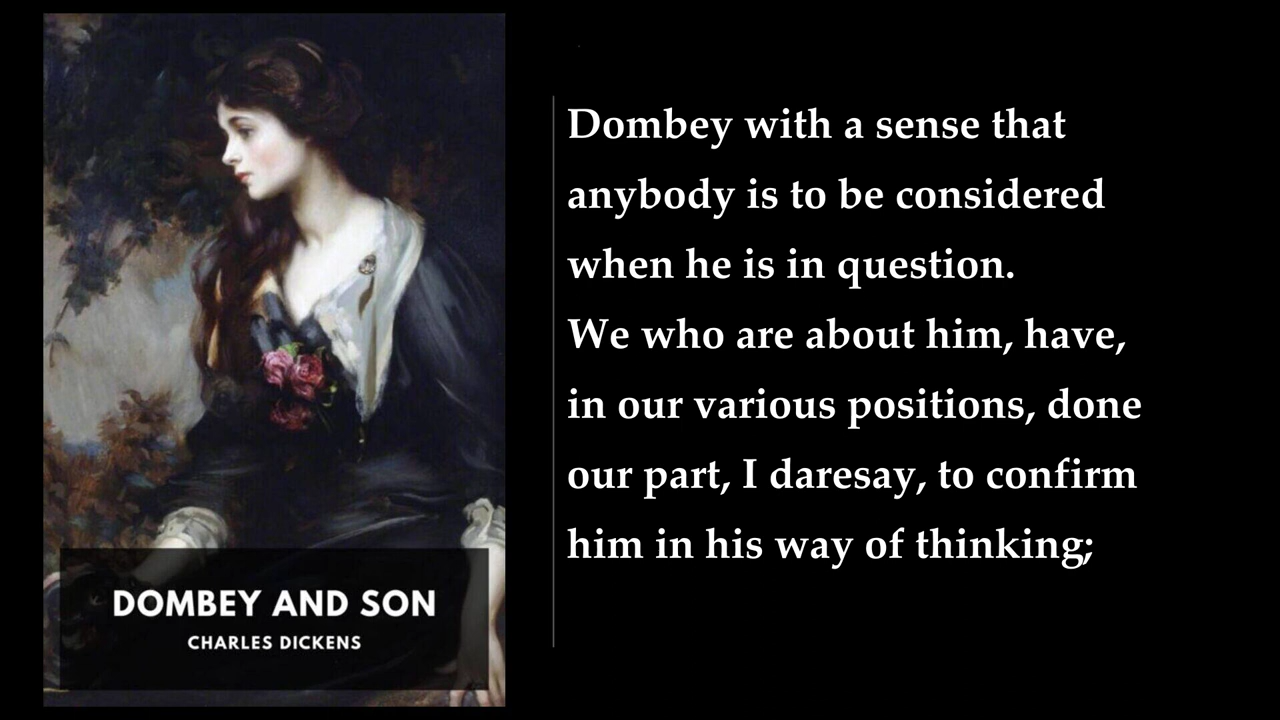 DOMBEY AND SON
CHARLES DICKENS
Dombey with a sense that
anybody is to be considered
when he is in question.
We who are about him, have,
in our various positions, done
our part, I daresay, to confirm
him in his way of thinking;